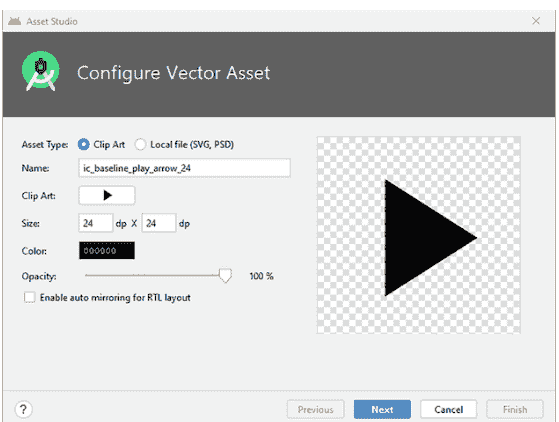 Asset Studio
Configure Vector Asset
Asset Type: Clip Art Local file (SVG, PSD)
Name: ic_baseline_play_arrow_24
Clip Art:
Size: 24 dp X 24 dp
Color: 000000
Opacity: 100 %
Enable auto mirroring for RTL layout
? Previous Next Cancel Finish